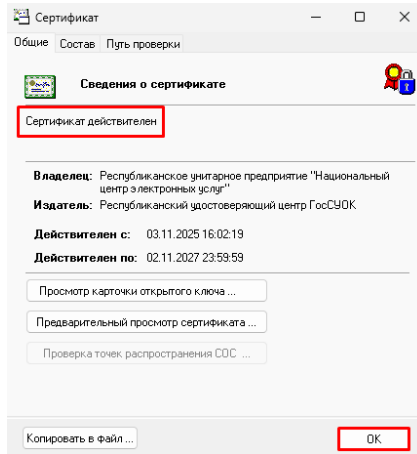 Сертификат
Общие Состав Путь проверки
Сведения о сертификате
Сертификат действителен
Владелец: Республиканское унитарное предприятие "Национальный
центр электронных услуг"
Издатель: Республиканский удостоверяющий центр ГосСУОК
Действителен с: 03.11.2025 16:02:19
Действителен по: 02.11.2027 23:59:59
Просмотр карточки открытого ключа ...
Предварительный просмотр сертификата ...
Проверка точек распространения СОС ...
Копировать в файл ...
ОК